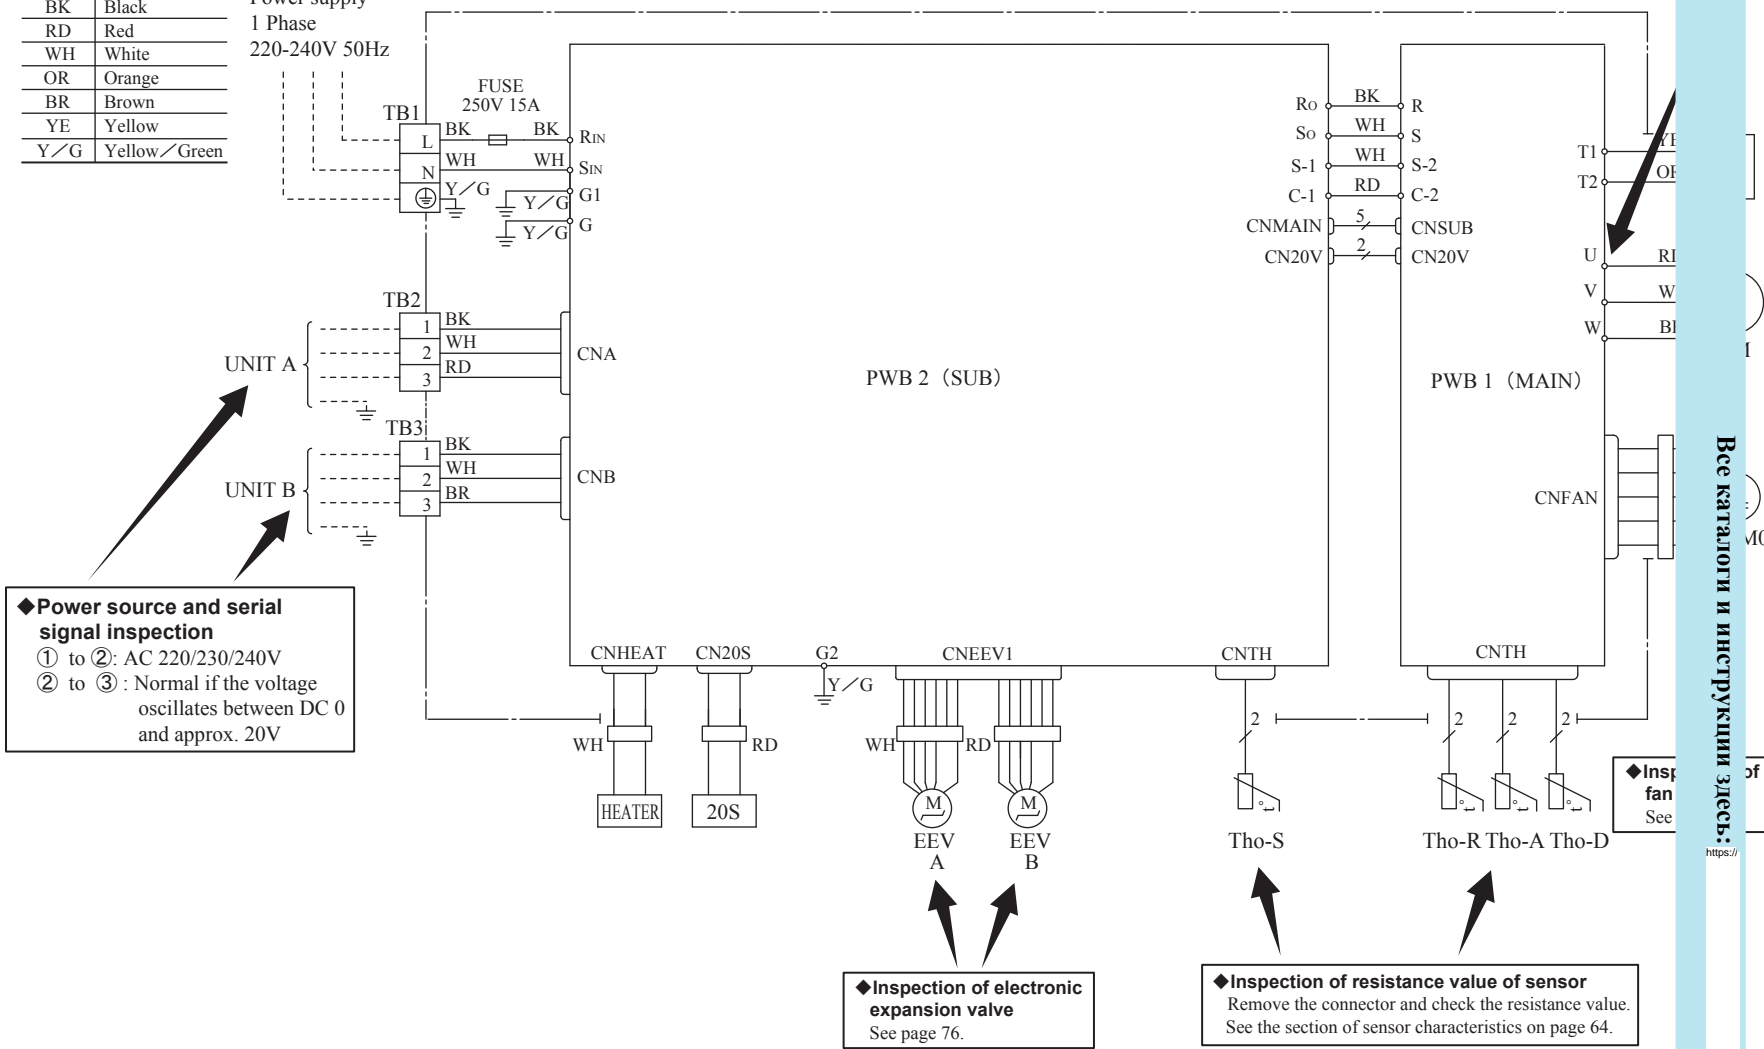 BK Black
RD Red
WH White
OR Orange
BR Brown
YE Yellow
Y/G Yellow/Green
Power supply
1 Phase
220-240V 50Hz
FUSE
250V 15A
TB1
L BK BK RIN
N WH WH SIN
Y/G
Y/G G1
Y/G G
TB2
UNIT A
1 BK
2 WH
3 RD
CNA
TB3
UNIT B
1 BK
2 WH
3 BR
CNB
PWB 2 (SUB)
RO BK R
SO WH S
S-1 WH S-2
C-1 RD C-2
CNMAIN 5 CNSUB
CN20V 2 CN20V
PWB 1 (MAIN)
T1
T2
U
V
W
CNFAN
◆Power source and serial
signal inspection
① to ②: AC 220/230/240V
② to ③ : Normal if the voltage
oscillates between DC 0
and approx. 20V
CNHEAT CN20S G2 CNEEV1 CNTH CNTH
Y/G
WH RD WH RD 2 2 2 2
HEATER 20S M M
EEV
A
EEV
B
Tho-S Tho-R Tho-A Tho-D
◆Inspection of electronic
expansion valve
See page 76.
◆Inspection of resistance value of sensor
Remove the connector and check the resistance value.
See the section of sensor characteristics on page 64.
of
fan
See
Все каталоги и инструкции здесь:
https://